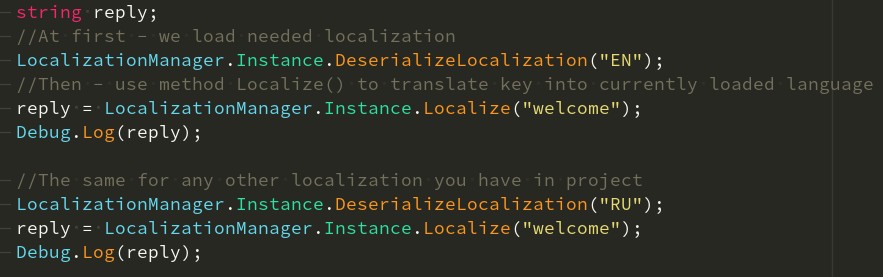 string reply;
//At first - we load needed localization
LocalizationManager.Instance.DeserializeLocalization("EN");
//Then - use method Localize() to translate key into currently loaded language
reply = LocalizationManager.Instance.Localize("welcome");
Debug.Log(reply);
//The same for any other localization you have in project
LocalizationManager.Instance.DeserializeLocalization("RU");
reply = LocalizationManager.Instance.Localize("welcome");
Debug.Log(reply);